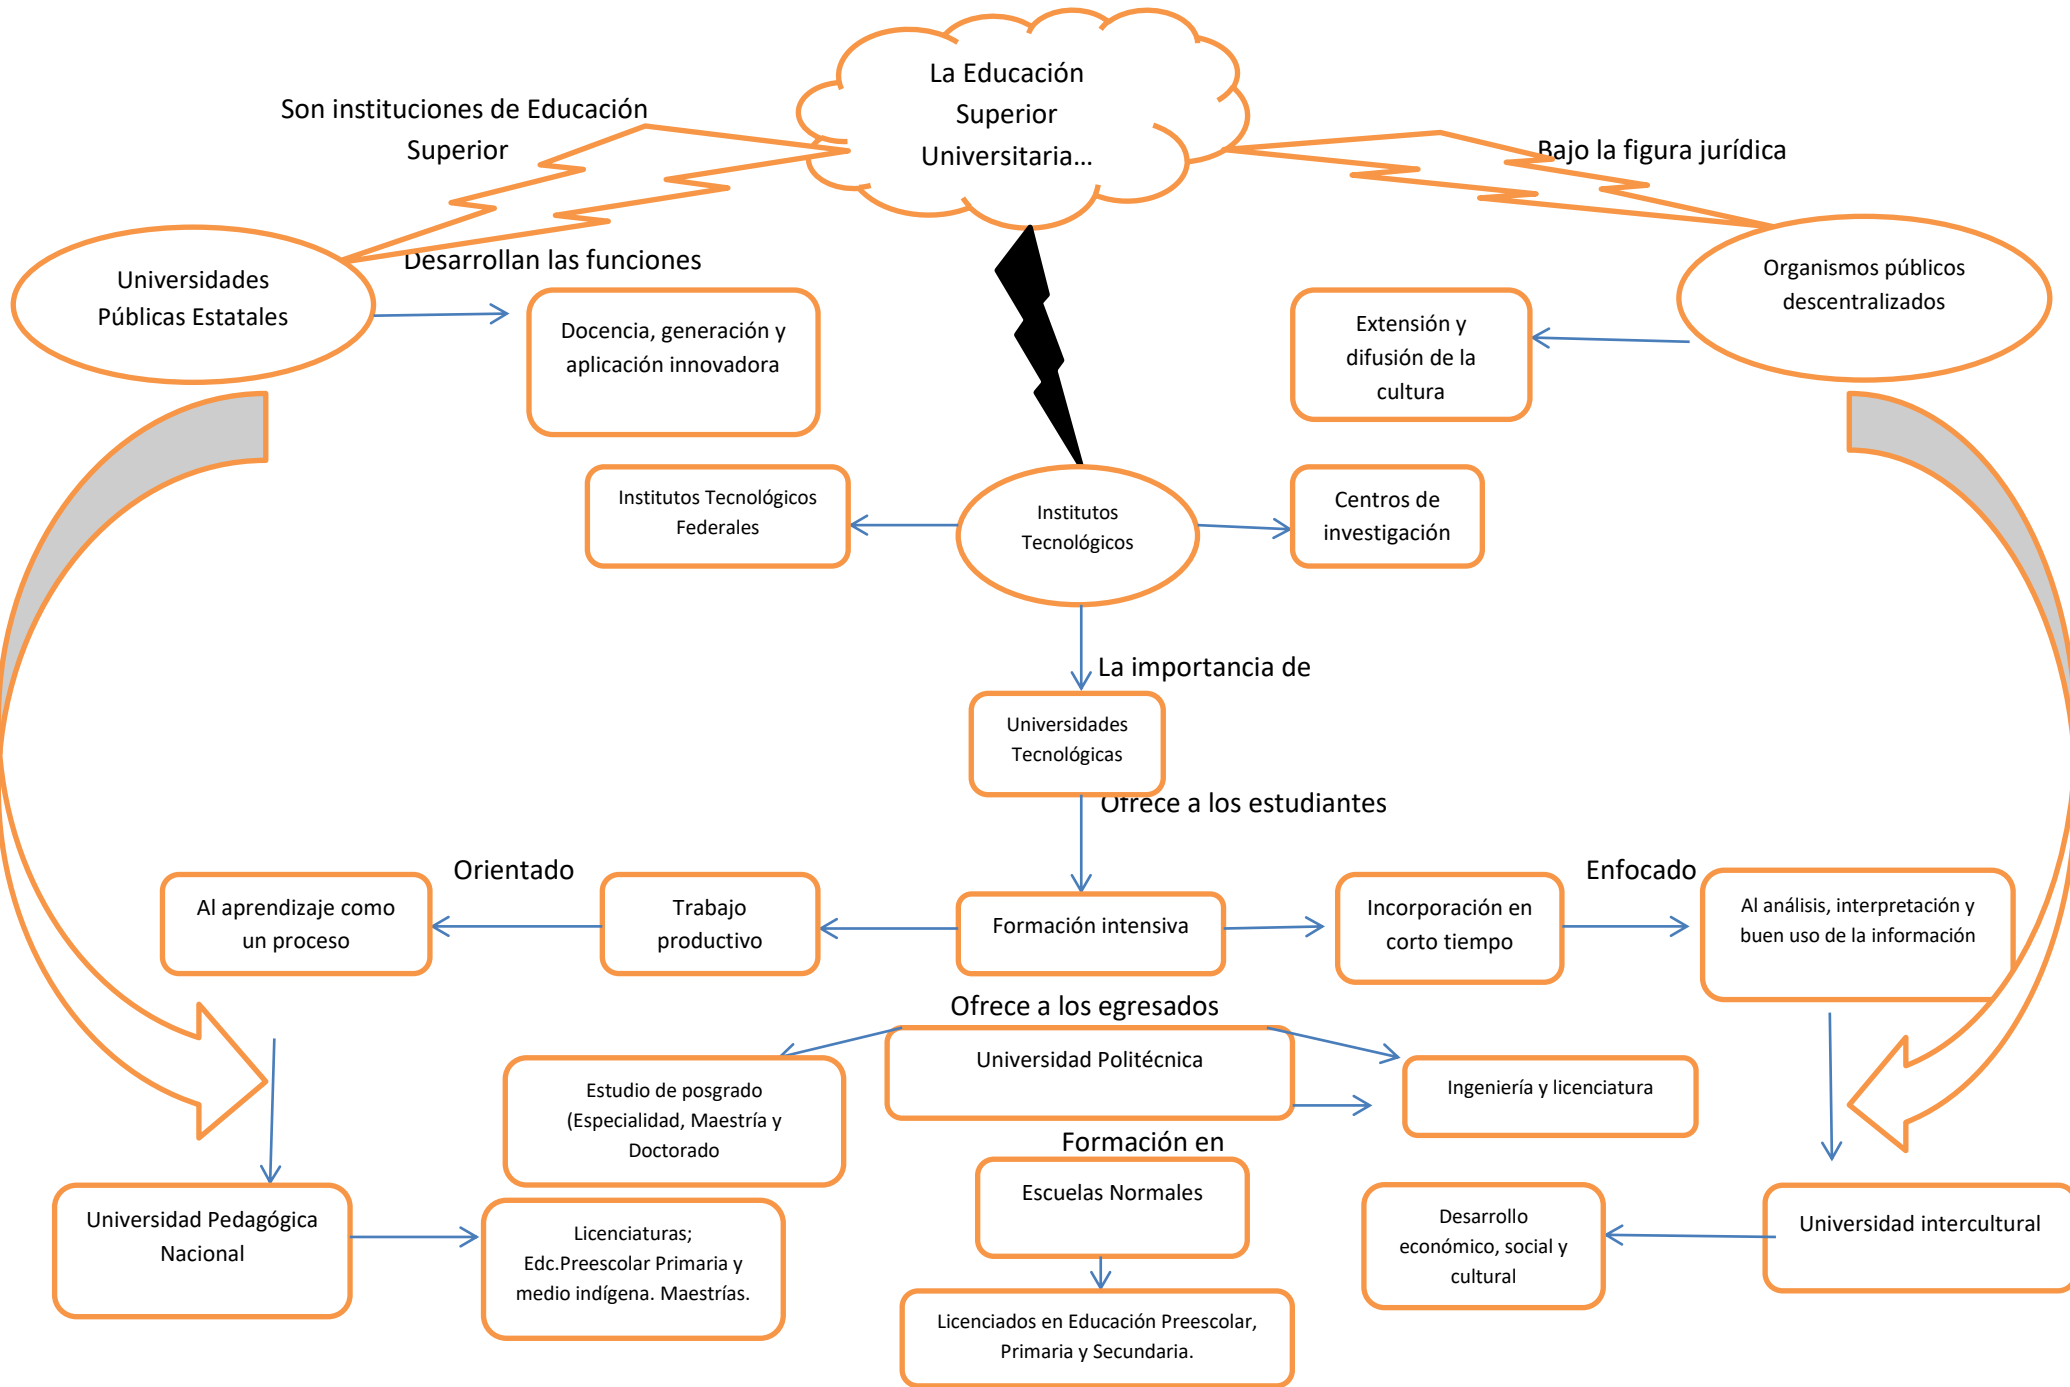 La Educación
Superior
Universitaria...
Son instituciones de Educación
Superior
Bajo la figura jurídica
Desarrollan las funciones
Universidades
Públicas Estatales
Organismos públicos
descentralizados
Docencia, generación y
aplicación innovadora
Extensión y
difusión de la
cultura
Institutos Tecnológicos
Federales
Institutos
Tecnológicos
Centros de
investigación
La importancia de
Universidades
Tecnológicas
Ofrece a los estudiantes
Orientado
Enfocado
Al aprendizaje como
un proceso
Trabajo
productivo
Formación intensiva
Incorporación en
corto tiempo
Al análisis, interpretación y
buen uso de la información
Ofrece a los egresados
Universidad Politécnica
Estudio de posgrado
(Especialidad, Maestría y
Doctorado
Ingeniería y licenciatura
Formación en
Escuelas Normales
Universidad Pedagógica
Nacional
Licenciaturas;
Edc.Preescolar Primaria y
medio indígena. Maestrías.
Desarrollo
económico, social y
cultural
Universidad intercultural
Licenciados en Educación Preescolar,
Primaria y Secundaria.